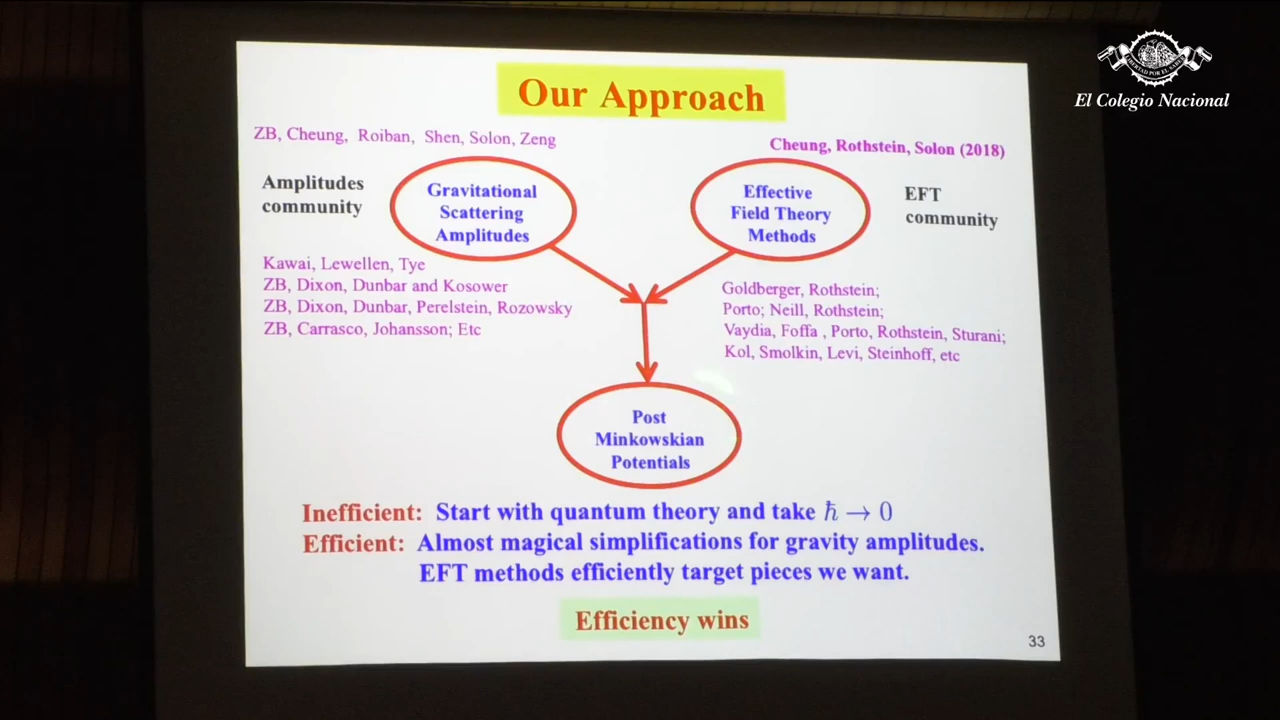 Our Approach
ZB, Cheung, Roiban, Shen, Solon, Zeng
Cheung, Rothstein, Solon (2018)
Amplitudes
community
Gravitational
Scattering
Amplitudes
Effective
Field Theory
Methods
EFT
community
Kawai, Lewellen, Tye
ZB, Dixon, Dunbar and Kosower
ZB, Dixon, Dunbar, Perelstein, Rozowsky
ZB, Carrasco, Johansson; Etc
Goldberger, Rothstein;
Porto; Neill, Rothstein;
Vaydia, Foffa , Porto, Rothstein, Sturani;
Kol, Smolkin, Levi, Steinhoff, etc
Post
Minkowskian
Potentials
Inefficient: Start with quantum theory and take ℏ → 0
Efficient: Almost magical simplifications for gravity amplitudes.
EFT methods efficiently target pieces we want.
Efficiency wins
33
LIBERTAD POR EL SABER
El Colegio Nacional